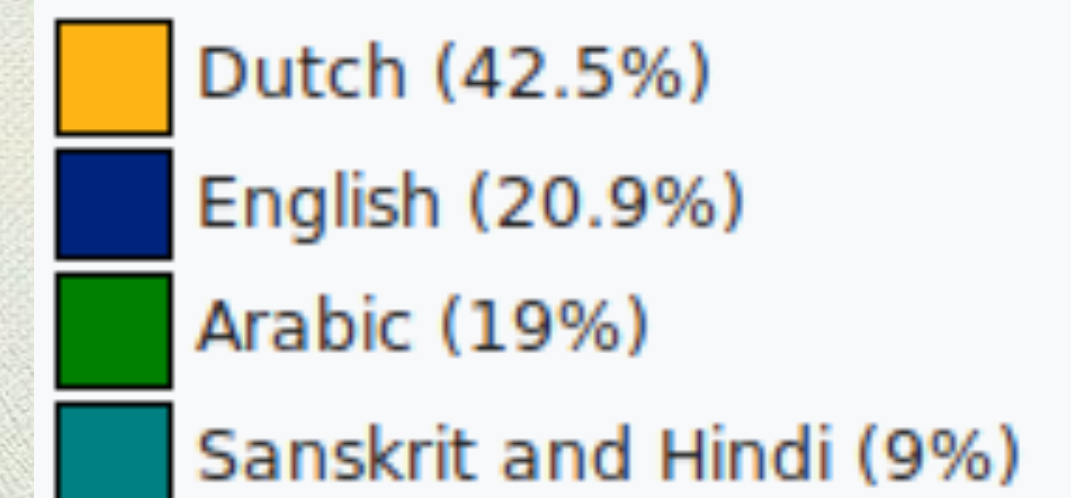 Dutch (42.5%)
English (20.9%)
Arabic (19%)
Sanskrit and Hindi (9%)